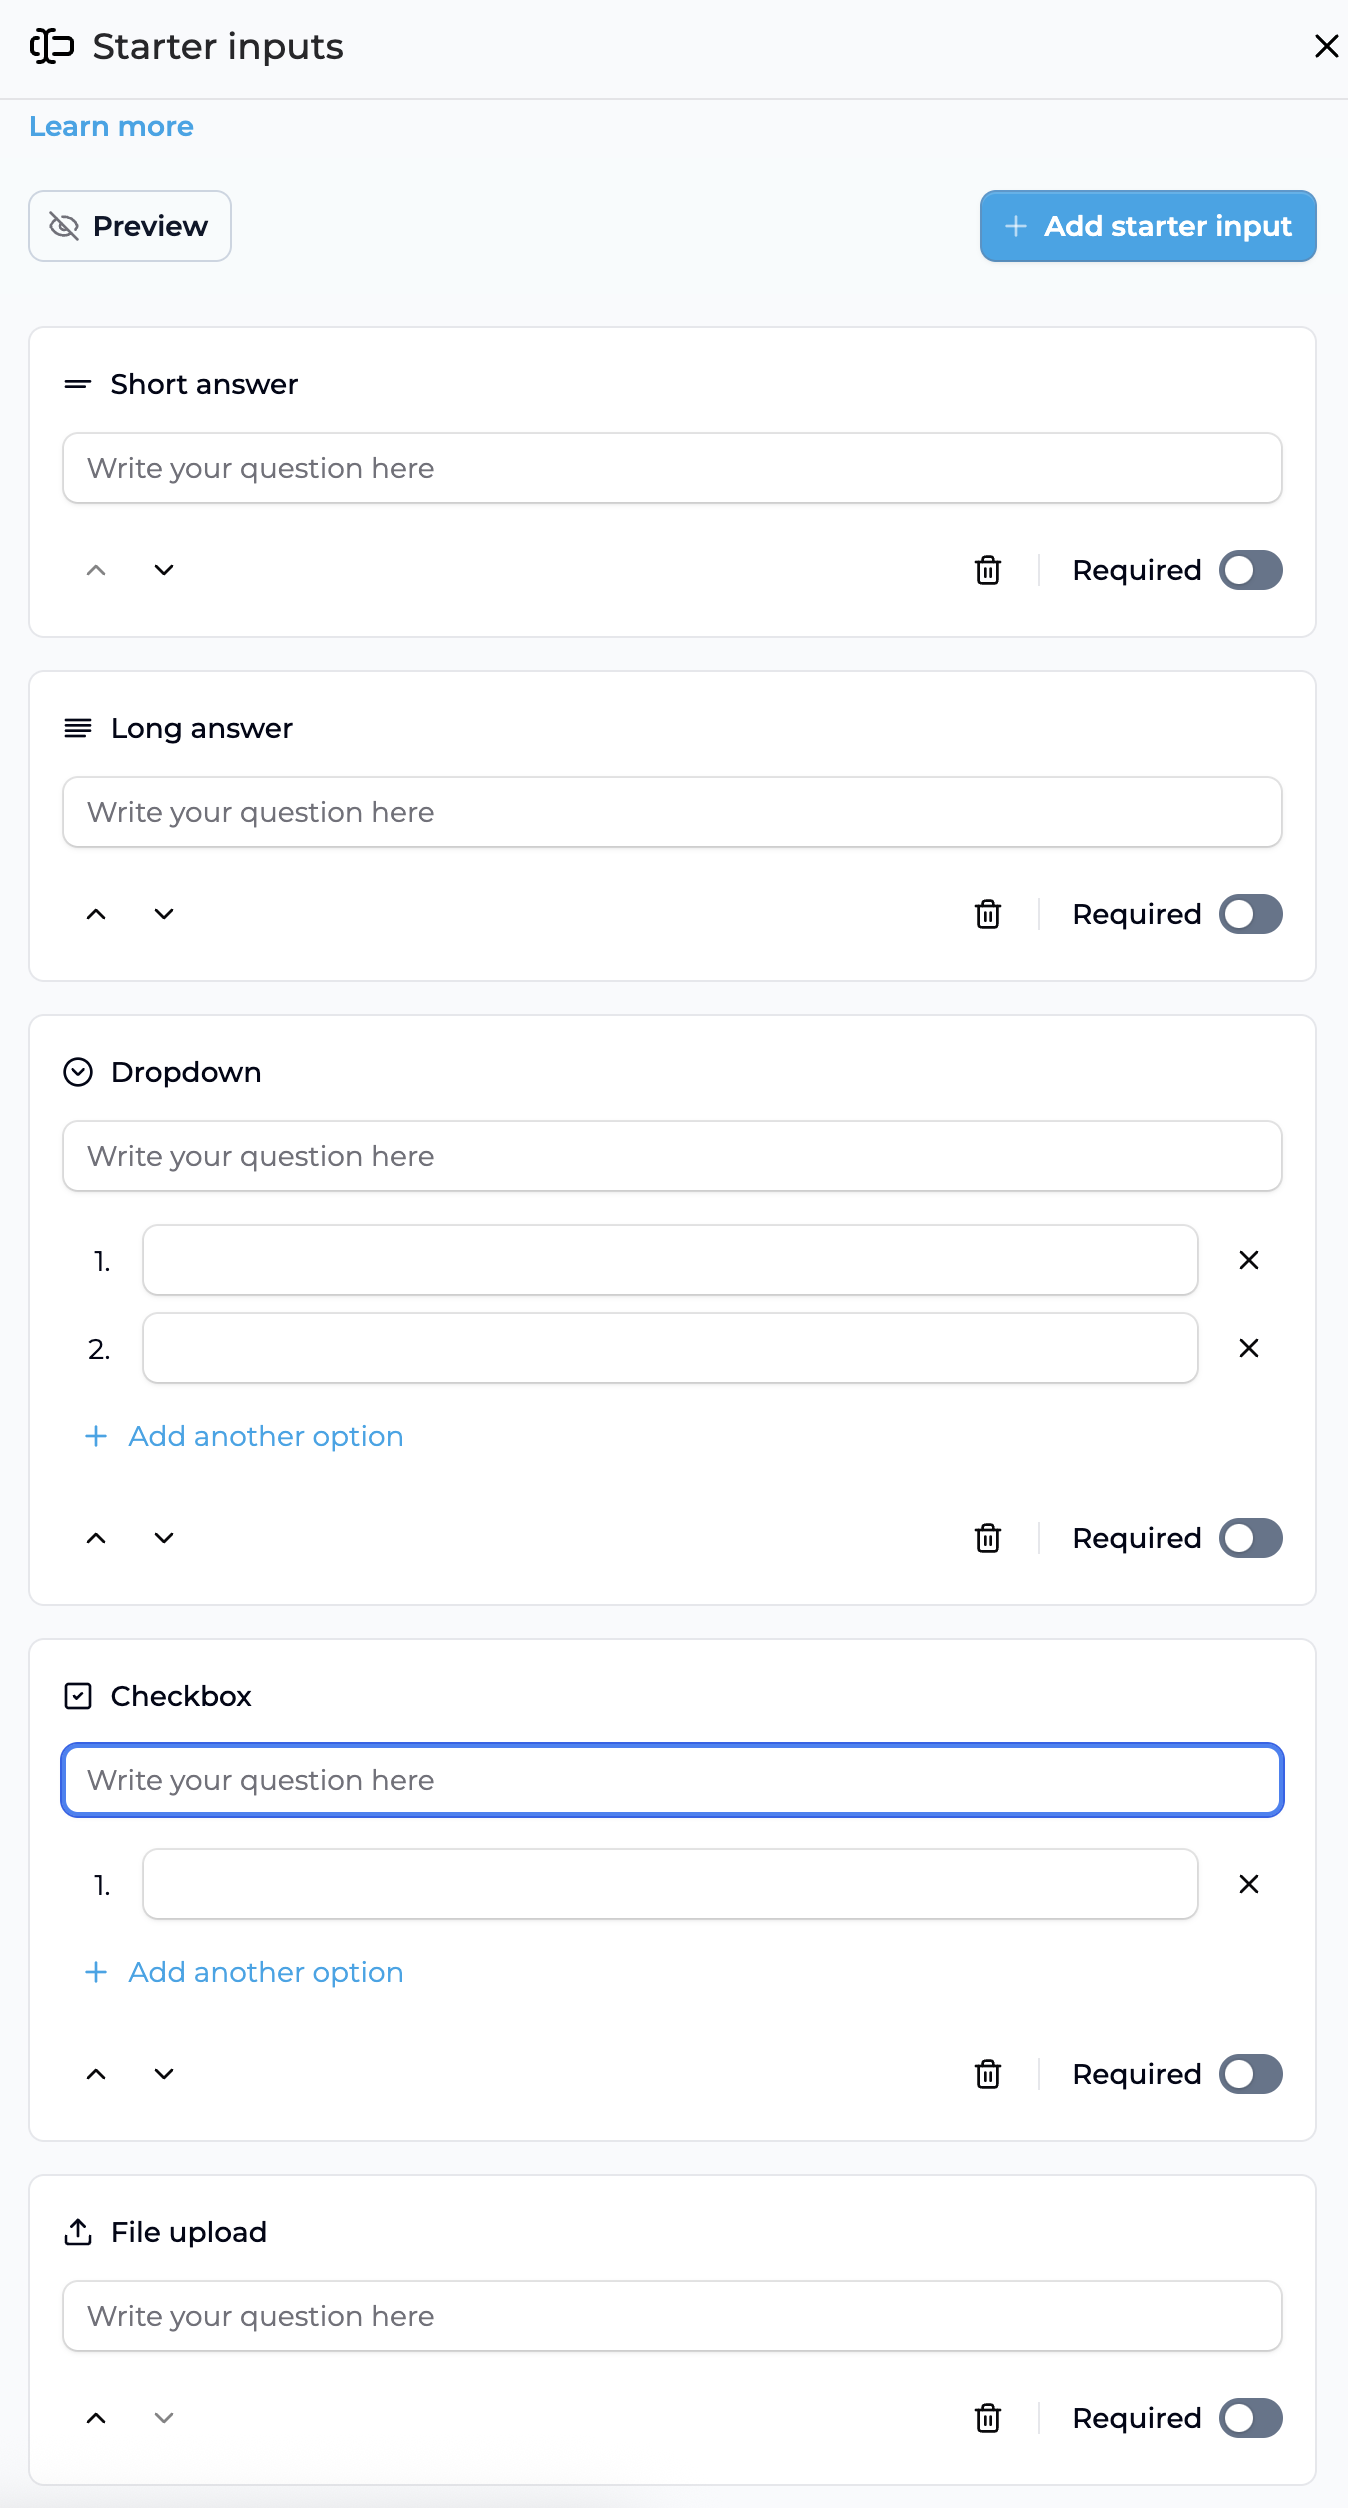 Starter inputs
Learn more
Preview
Add starter input
Short answer
Write your question here
Required
Long answer
Write your question here
Required
Dropdown
Write your question here
1.
2.
Add another option
Required
Checkbox
Write your question here
1.
Add another option
Required
File upload
Write your question here
Required